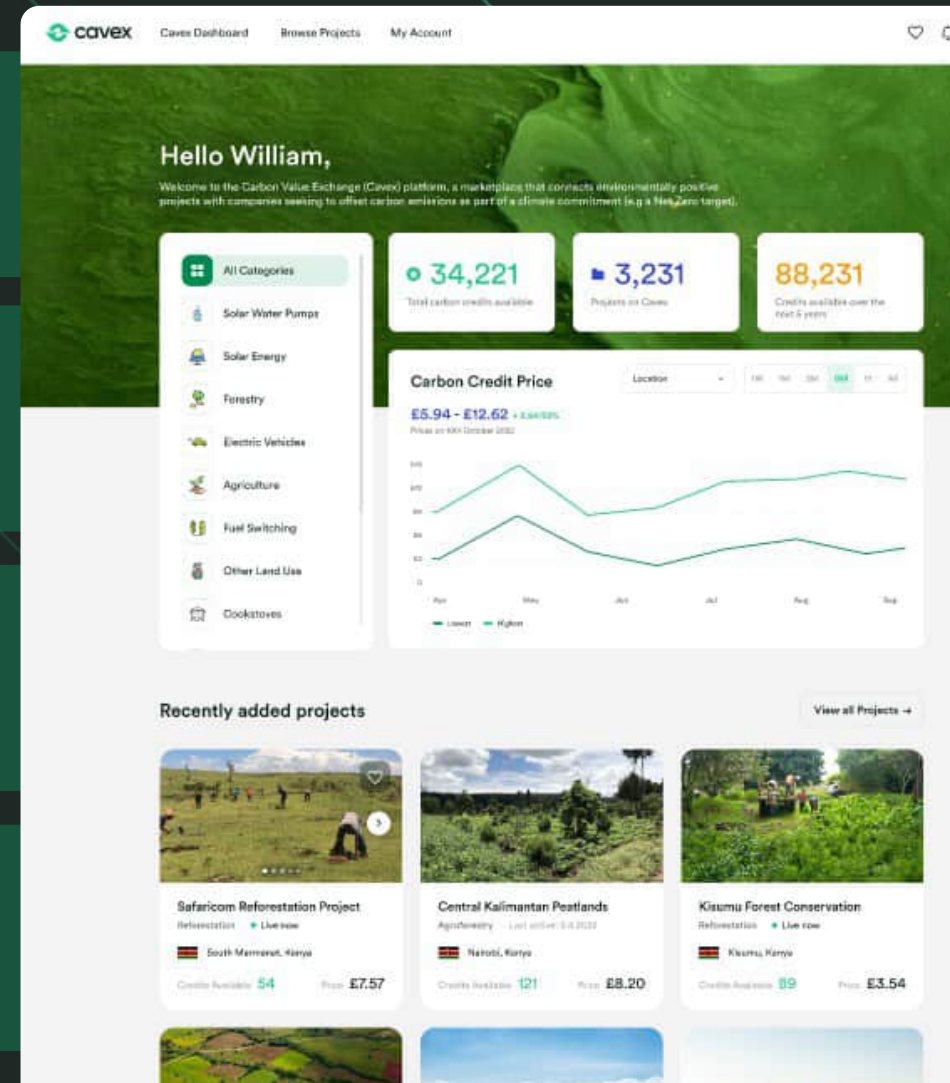 cavex
Cavex Dashboard
Browse Projects
My Account
Hello William,
Welcome to the Carbon Value Exchange (Cavex) platform, a marketplace that connects environmentally positive
projects with companies seeking to offset carbon emissions as part of a climate commitment (e.g a Net Zero target).
All Categories
Solar Water Pumps
Solar Energy
Forestry
Electric Vehicles
Agriculture
Fuel Switching
Other Land Use
Cookstoves
34,221
Total carbon credits available
3,231
Projects on Cavex
88,231
Credits available over the
next 5 years
Carbon Credit Price
Location
£5.94 - £12.62
Prices on 10th October 2022
Apr
May
Jun
Jul
Aug
Sep
Lowest
Highest
Recently added projects
View all Projects →
Safaricom Reforestation Project
Reforestation
Live now
South Marmanet, Kenya
Credits Available 54
Price £7.57
Central Kalimantan Peatlands
Agroforestry
Nairobi, Kenya
Credits Available 121
Price £8.20
Kisumu Forest Conservation
Reforestation
Live now
Kisumu, Kenya
Credits Available 89
Price £3.54